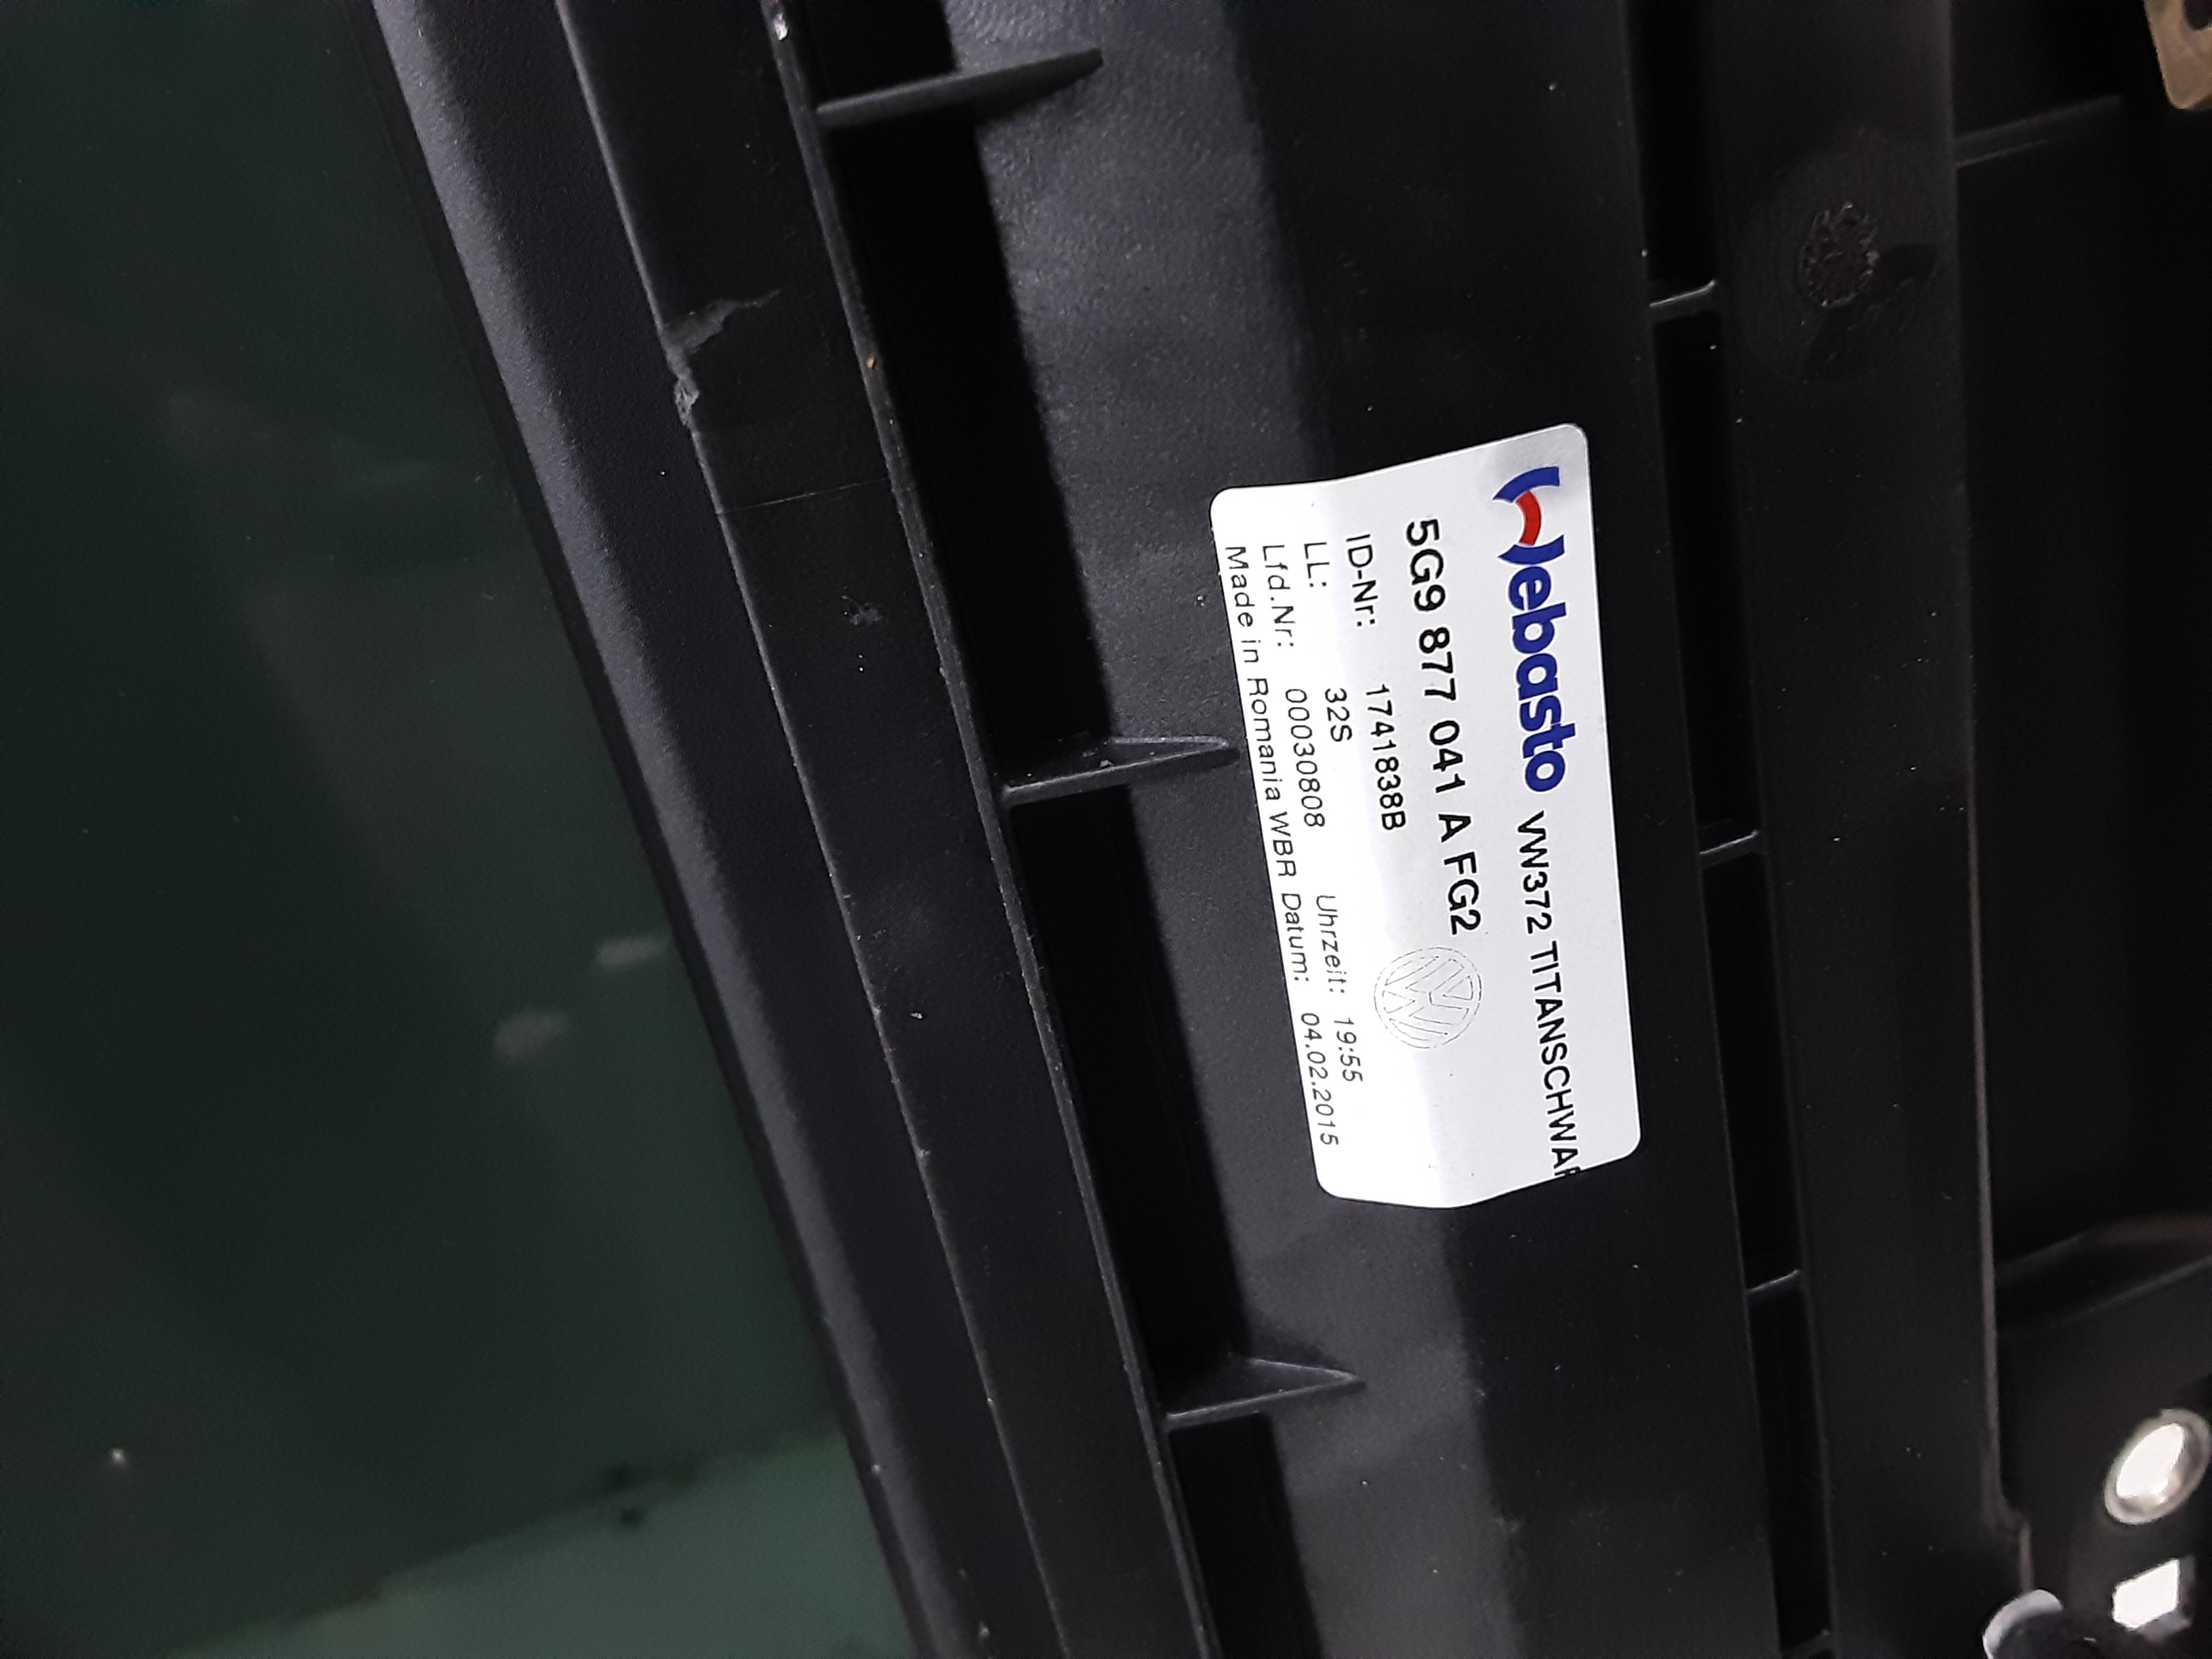 Webasto VW372 TITANSCHWAR
5G9 877 041 A FG2
ID-Nr: 1741838B
LL: 32S Uhrzeit: 19:55
Lfd.Nr: 000030808
Made in Romania WBR Datum: 04.02.2015